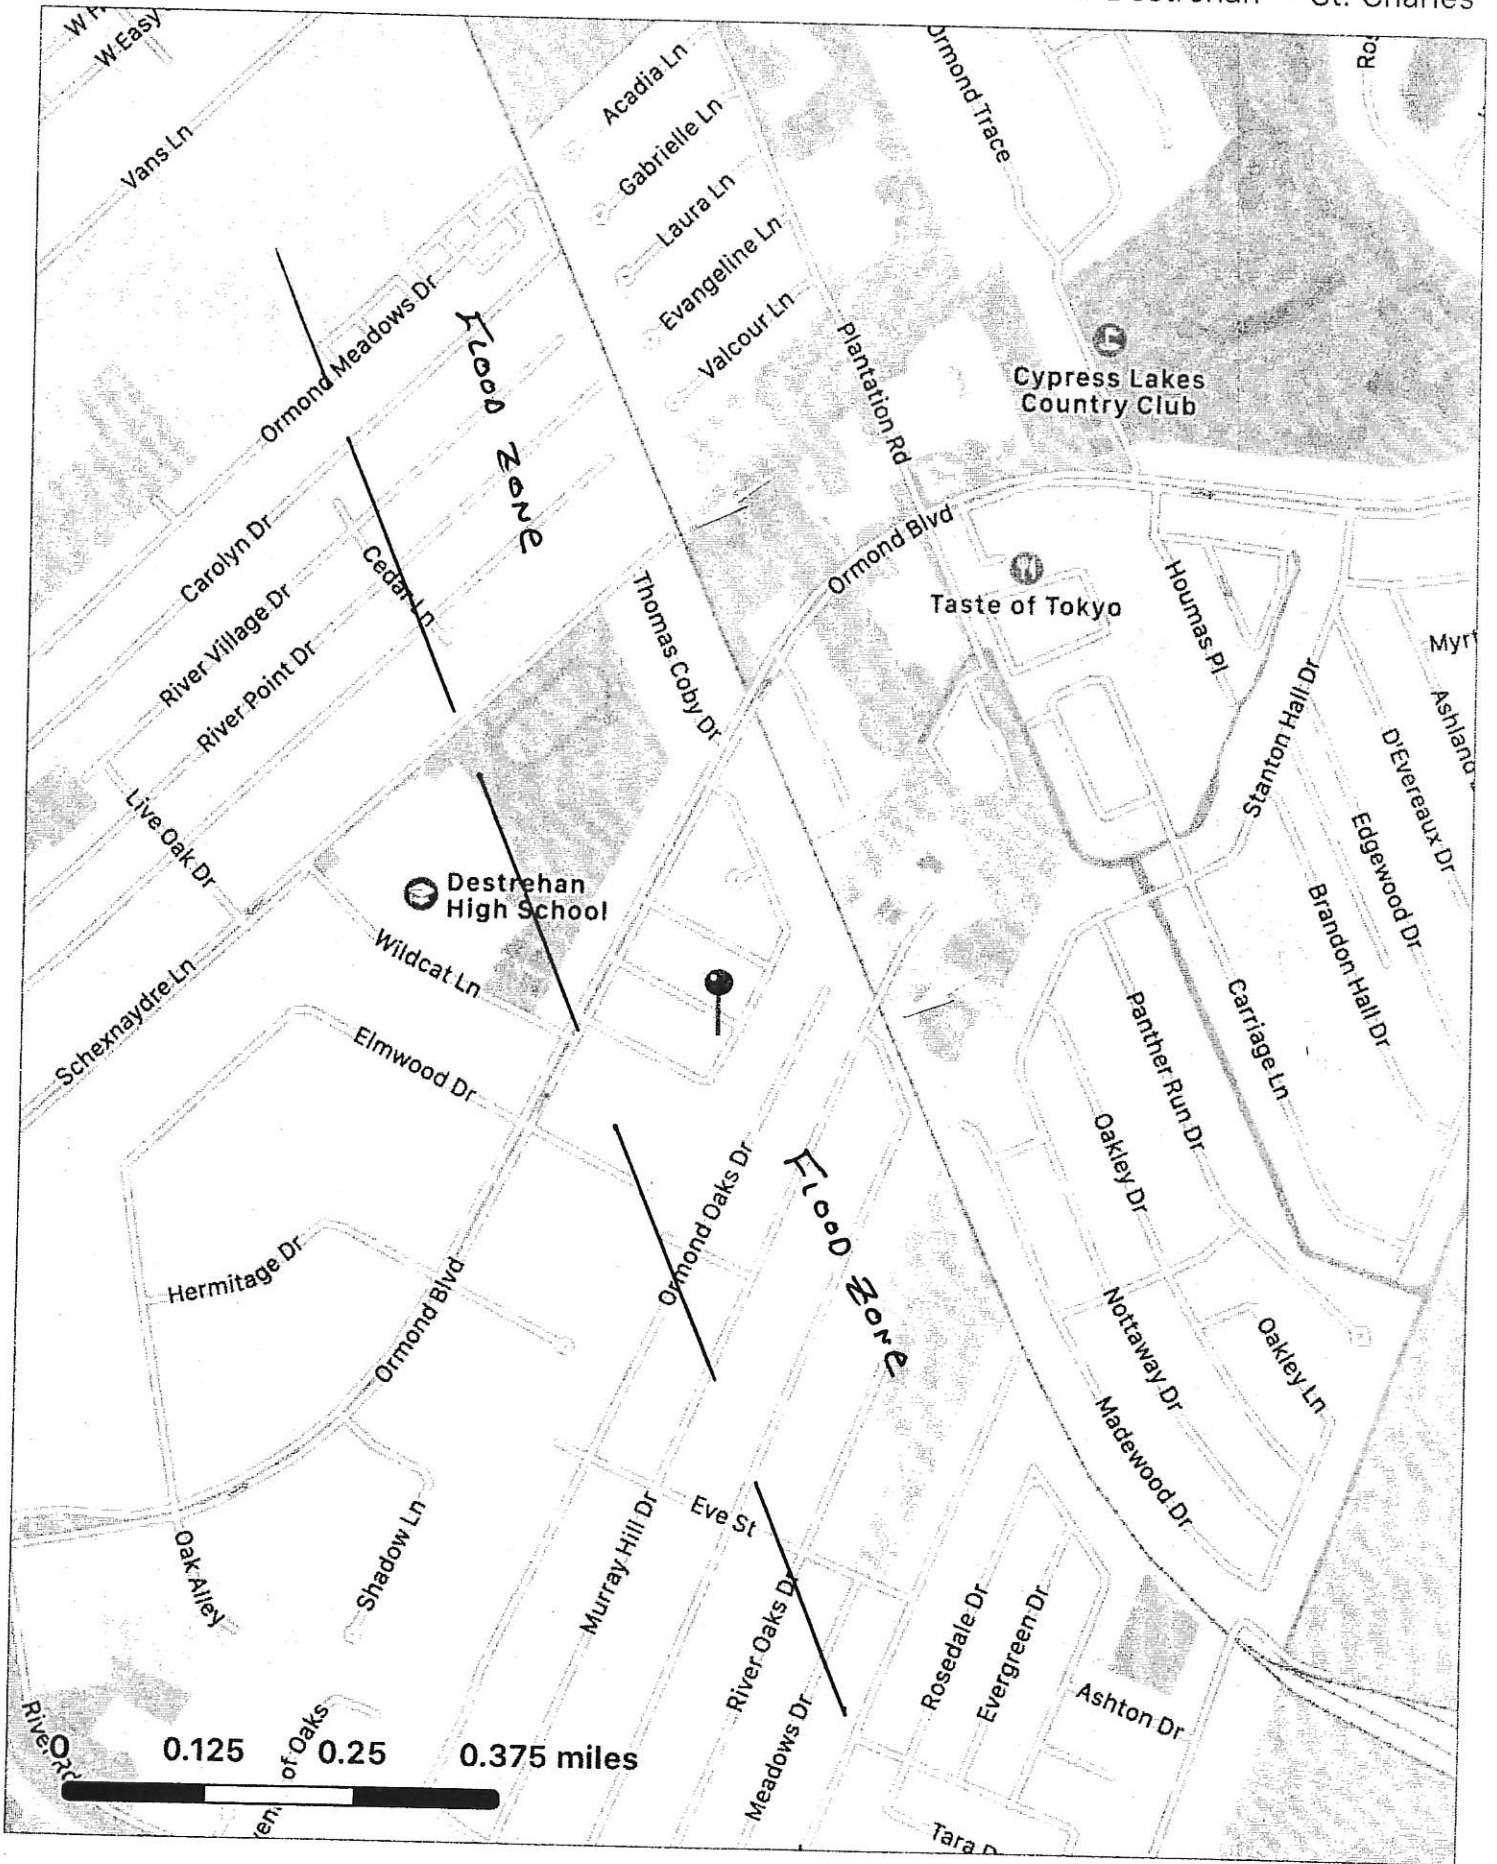 St. Charles
W Easy
Vans Ln
Acadia Ln
Gabrielle Ln
Laura Ln
Evangeline Ln
Valcour Ln
Ormond Trace
Plantation Rd
Ormond Meadows Dr
FLOOD ZONE
Cypress Lakes
Country Club
Ormond Blvd
Taste of Tokyo
Houmas Pl
Stanton Hall Dr
Carolyn Dr
Cedar Ln
River Village Dr
River Point Dr
Thomas Coby Dr
Live Oak Dr
Destrehan
High School
Wildcat Ln
Schexnaydre Ln
Elmwood Dr
D'Evereaux Dr
Ashland
Edgewood Dr
Brandon Hall Dr
Carriage Ln
Panther Run Dr
Oakley Dr
Ormond Oaks Dr
FLOOD ZONE
Hermitage Dr
Ormond Blvd
Nottaway Dr
Oakley Ln
Madewood Dr
Eve St
Murray Hill Dr
Oak Alley
Shadow Ln
River Oaks Dr
Rosedale Dr
Evergreen Dr
Meadows Dr
Ashton Dr
of Oaks
0 0.125 0.25 0.375 miles